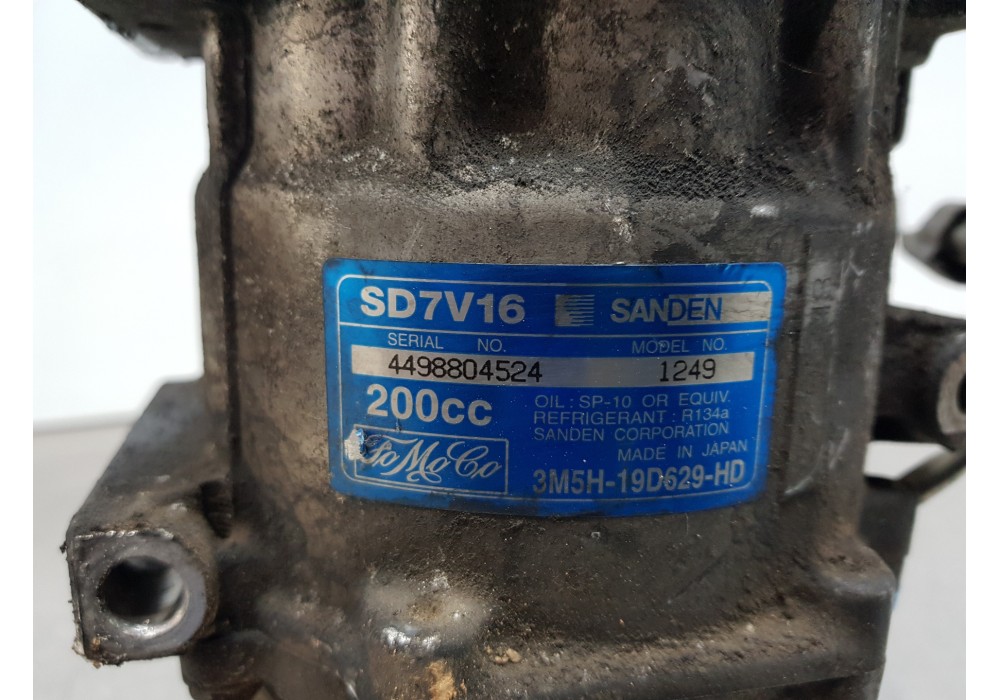 SD7V16 SANDEN
SERIAL NO. MODEL NO.
4498804524 1249
200cc
OIL : SP-10 OR EQUIV.
REFRIGERANT : R134a
SANDEN CORPORATION
MADE IN JAPAN
FoMoCo
3M5H-19D629-HD